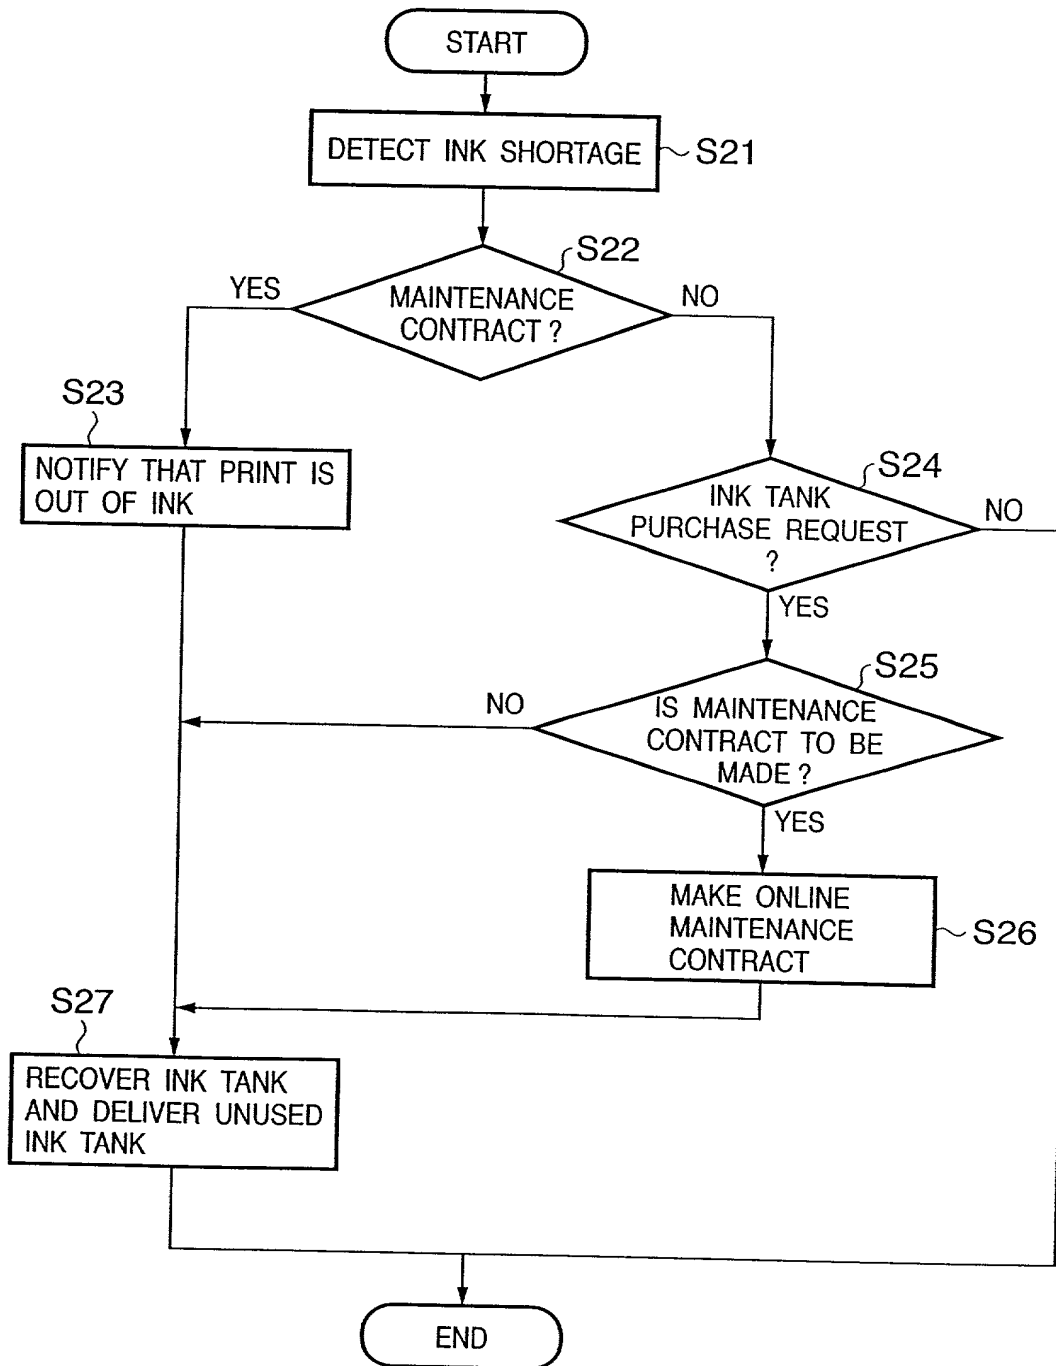 START
DETECT INK SHORTAGE
S21
S22
YES
MAINTENANCE
CONTRACT ?
NO
S23
NOTIFY THAT PRINT IS
OUT OF INK
S24
INK TANK
PURCHASE REQUEST
?
NO
YES
S25
NO
IS MAINTENANCE
CONTRACT TO BE
MADE ?
YES
MAKE ONLINE
MAINTENANCE
CONTRACT
S26
S27
RECOVER INK TANK
AND DELIVER UNUSED
INK TANK
END